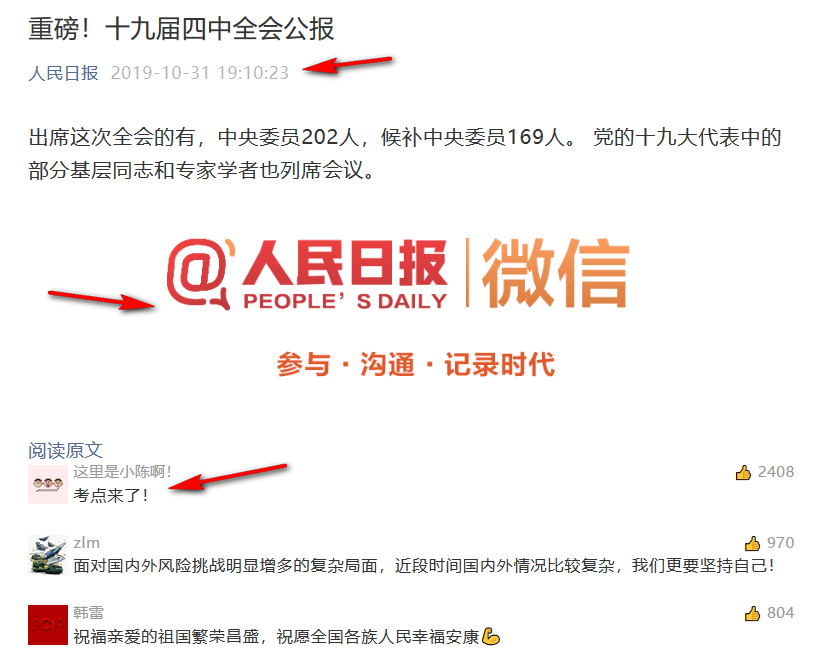 重磅！十九届四中全会公报
人民日报 2019-10-31 19:10:23
出席这次全会的有，中央委员202人，候补中央委员169人。 党的十九大代表中的
部分基层同志和专家学者也列席会议。
@人民日报 微信
PEOPLE'S DAILY
参与·沟通·记录时代
阅读原文
这里是小陈啊！ 2408
考点来了！
zlm 970
面对国内外风险挑战明显增多的复杂局面，近段时间国内外情况比较复杂，我们更要坚持自己！
韩雷 804
2019
祝福亲爱的祖国繁荣昌盛，祝愿全国各族人民幸福安康💪